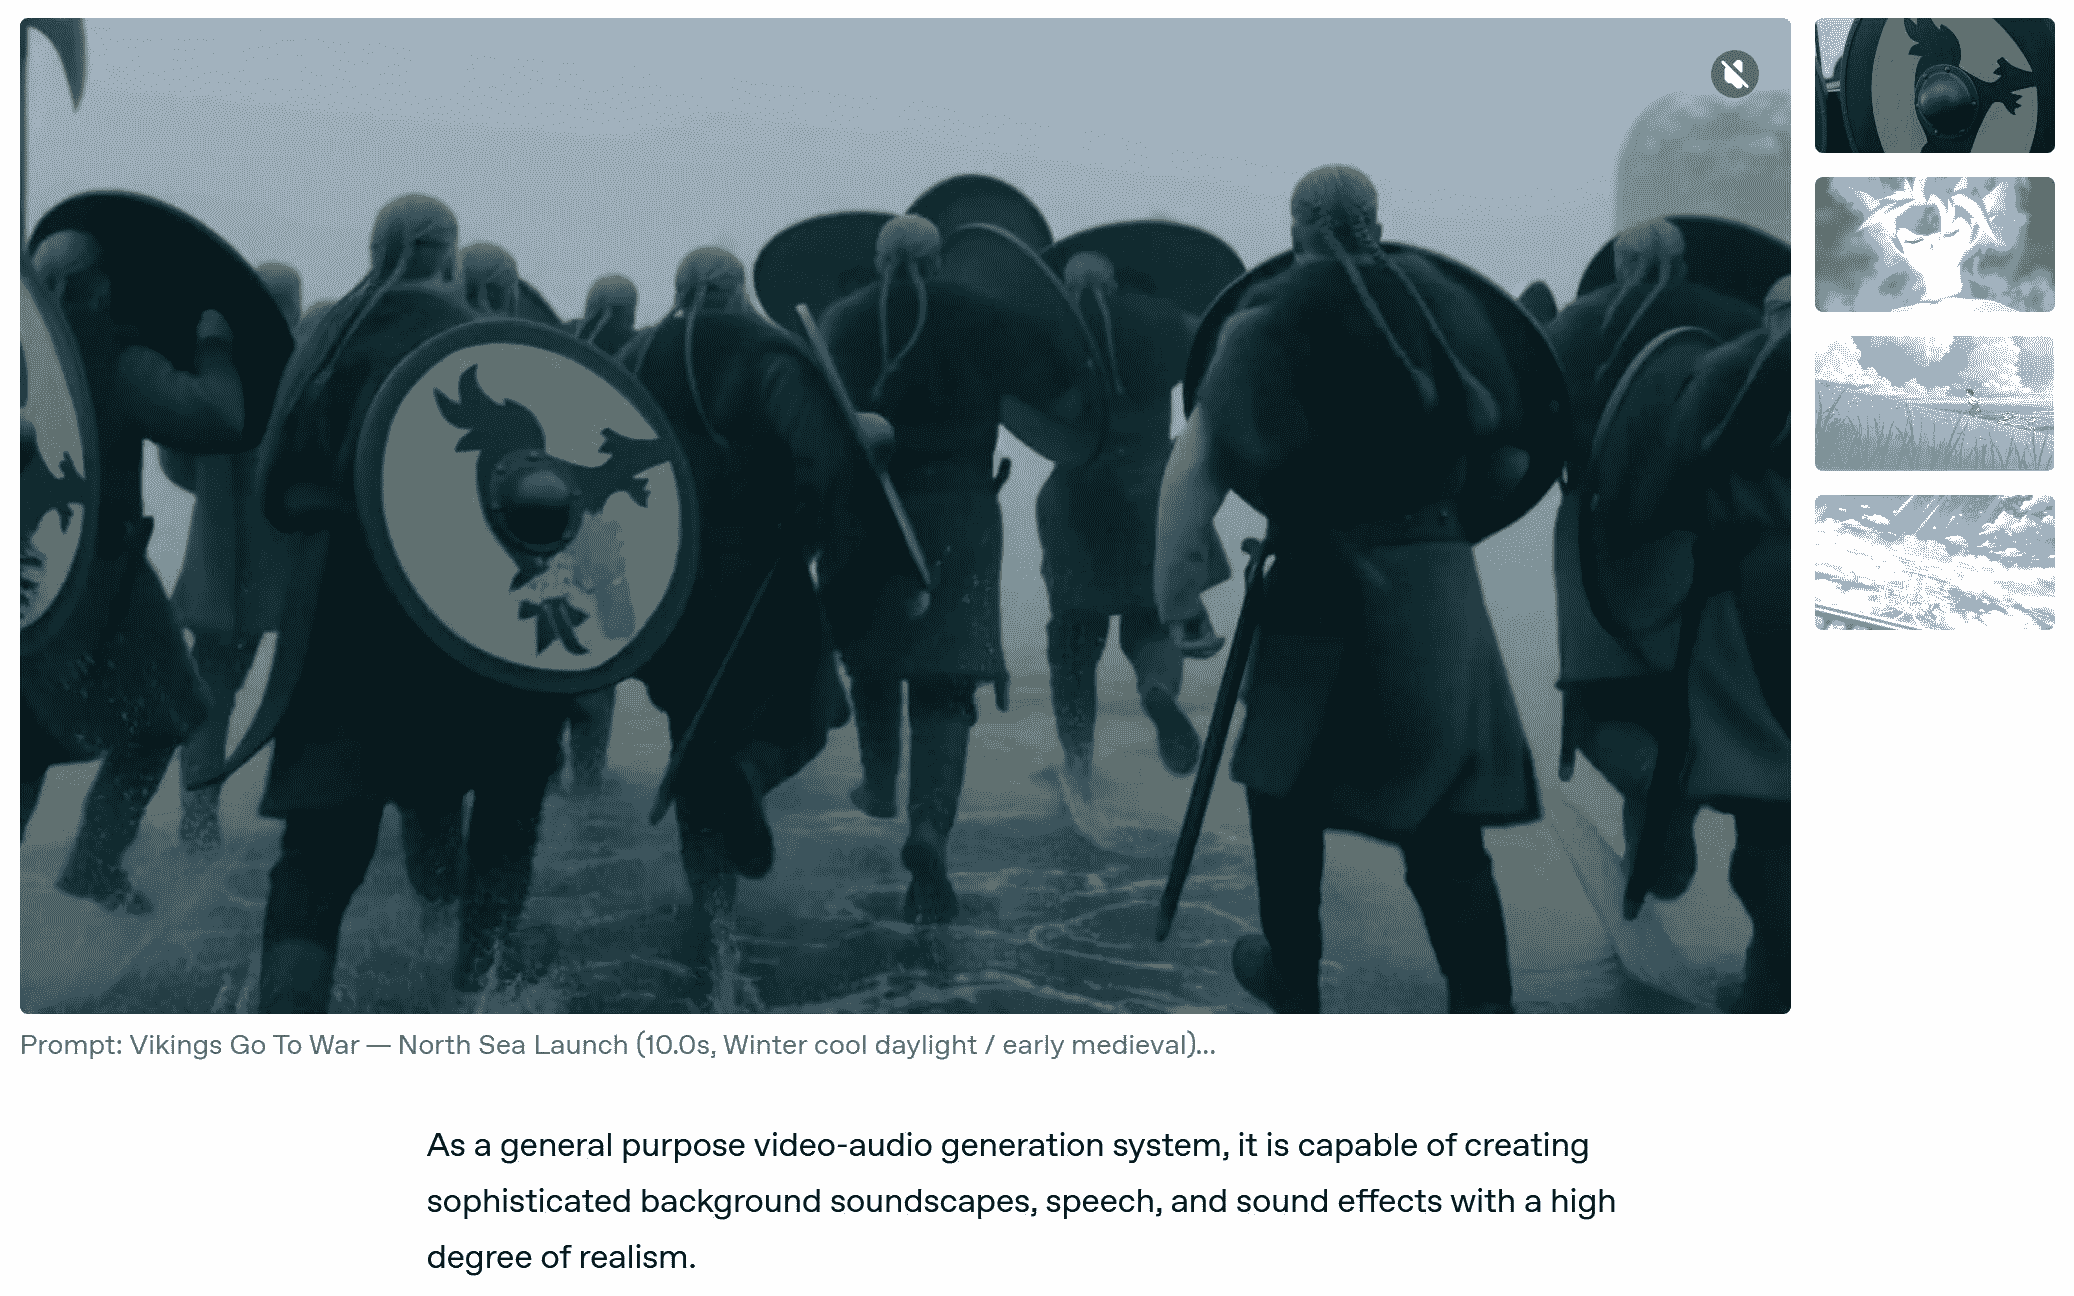 Prompt: Vikings Go To War — North Sea Launch (10.0s, Winter cool daylight / early medieval)...
As a general purpose video-audio generation system, it is capable of creating
sophisticated background soundscapes, speech, and sound effects with a high
degree of realism.